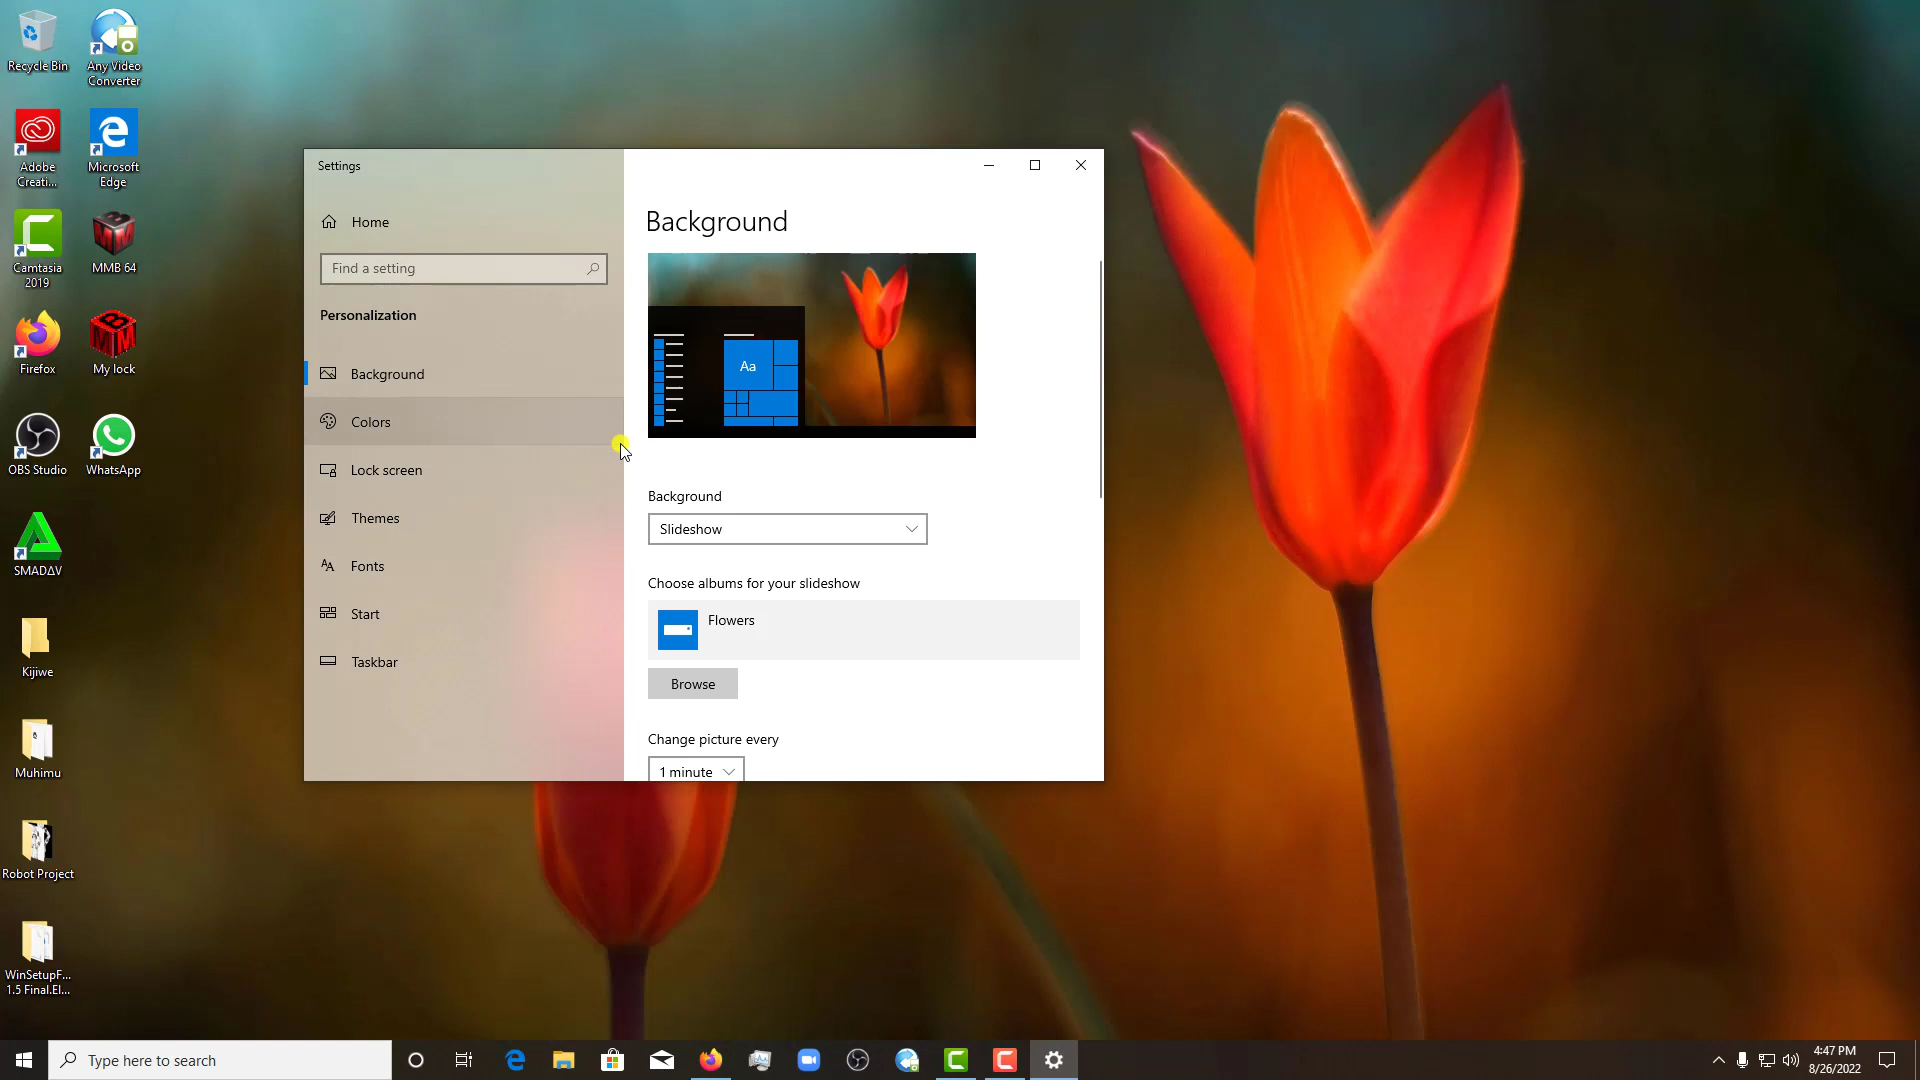 Recycle Bin
Any Video
Converter
Adobe
Creati...
Microsoft
Edge
Camtasia
2019
MMB 64
Firefox
My lock
OBS Studio
WhatsApp
SMADΔV
Kijiwe
Muhimu
Robot Project
WinSetupF...
1.5 Final.El...
Settings
Home
Find a setting
Personalization
Background
Colors
Lock screen
Themes
Fonts
Start
Taskbar
Background
Aa
Background
Slideshow
Choose albums for your slideshow
Flowers
Browse
Change picture every
1 minute
Type here to search
4:47 PM
8/26/2022